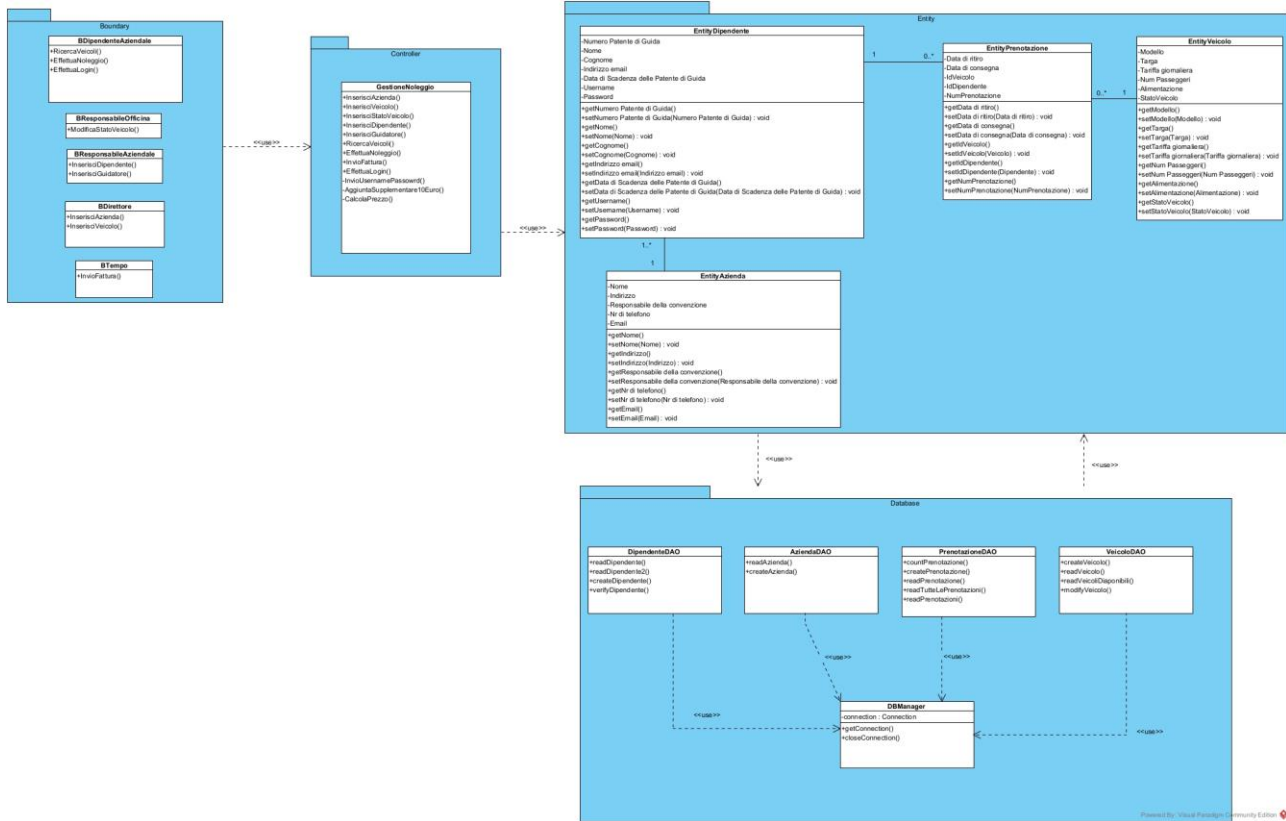 Boundary
BDipendenteAziendale
+RicercaVeicoli()
+EffettuaNoleggio()
+EffettuaLogin()
BResponsabileOfficina
+ModificaStatoVeicolo()
BResponsabileAziendale
+InserisciDipendente()
+InserisciGuidatore()
BDirettore
+InserisciAzienda()
+InserisciVeicolo()
BTempo
+InvioFattura()
<<use>>
Controller
GestioneNoleggio
+InserisciAzienda()
+InserisciVeicolo()
+InserisciStatoVeicolo()
+InserisciDipendente()
+InserisciGuidatore()
+RicercaVeicoli()
+EffettuaNoleggio()
+InvioFattura()
+EffettuaLogin()
-InvioUsernamePassownrd()
-AggiuntaSupplementare10Euro()
-CalcolaPrezzo()
<<use>>
Entity
EntityDipendente
-Numero Patente di Guida
-Nome
-Cognome
-Indirizzo email
-Data di Scadenza delle Patente di Guida
-Username
-Password
+getNumero Patente di Guida()
+setNumero Patente di Guida(Numero Patente di Guida) : void
+getNome()
+setNome(Nome) : void
+getCognome()
+setCognome(Cognome) : void
+getIndirizzo email()
+setIndirizzo email(Indirizzo email) : void
+getData di Scadenza delle Patente di Guida()
+setData di Scadenza delle Patente di Guida(Data di Scadenza delle Patente di Guida) : void
+getUsername()
+setUsername(Username) : void
+getPassword()
+setPassword(Password) : void
1
0..*
EntityPrenotazione
-Data di ritiro
-Data di consegna
-IdVeicolo
-IdDipendente
-NumPrenotazione
+getData di ritiro()
+setData di ritiro(Data di ritiro) : void
+getData di consegna()
+setData di consegna(Data di consegna) : void
+getIdVeicolo()
+setIdVeicolo(Veicolo) : void
+getIdDipendente()
+setIdDipendente(Dipendente) : void
+getNumPrenotazione()
+setNumPrenotazione(NumPrenotazione) : void
0..*
1
EntityVeicolo
-Modello
-Targa
-Tariffa giornaliera
-Num Passeggeri
-Alimentazione
-StatoVeicolo
+getModello()
+setModello(Modello) : void
+getTarga()
+setTarga(Targa) : void
+getTariffa giornaliera()
+setTariffa giornaliera(Tariffa giornaliera) : void
+getNum Passeggeri()
+setNum Passeggeri(Num Passeggeri) : void
+getAlimentazione()
+setAlimentazione(Alimentazione) : void
+getStatoVeicolo()
+setStatoVeicolo(StatoVeicolo) : void
1..*
1
EntityAzienda
-Nome
-Indirizzo
-Responsabile della convenzione
-Nr di telefono
-Email
+getNome()
+setNome(Nome) : void
+getIndirizzo()
+setIndirizzo(Indirizzo) : void
+getResponsabile della convenzione()
+setResponsabile della convenzione(Responsabile della convenzione) : void
+getNr di telefono()
+setNr di telefono(Nr di telefono) : void
+getEmail()
+setEmail(Email) : void
<<use>>
<<use>>
Database
DipendenteDAO
+readDipendente()
+readDipendente2()
+createDipendente()
+verifyDipendente()
AziendaDAO
+readAzienda()
+createAzienda()
PrenotazioneDAO
+countPrenotazione()
+createPrenotazione()
+readPrenotazione()
+readTutteLePrenotazioni()
+readPrenotazioni()
VeicoloDAO
+createVeicolo()
+readVeicolo()
+readVeicoliDisponibili()
+modifyVeicolo()
<<use>>
<<use>>
<<use>>
<<use>>
DBManager
-connection : Connection
+getConnection()
+closeConnection()
Powered By Visual Paradigm Community Edition